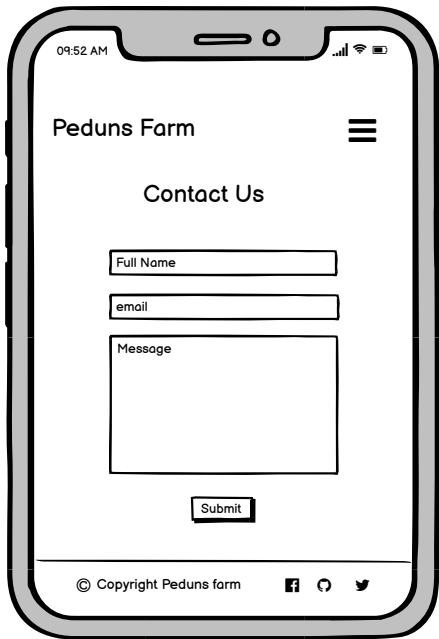 09:52 AM
Peduns Farm
Contact Us
Full Name
email
Message
Submit
© Copyright Peduns farm